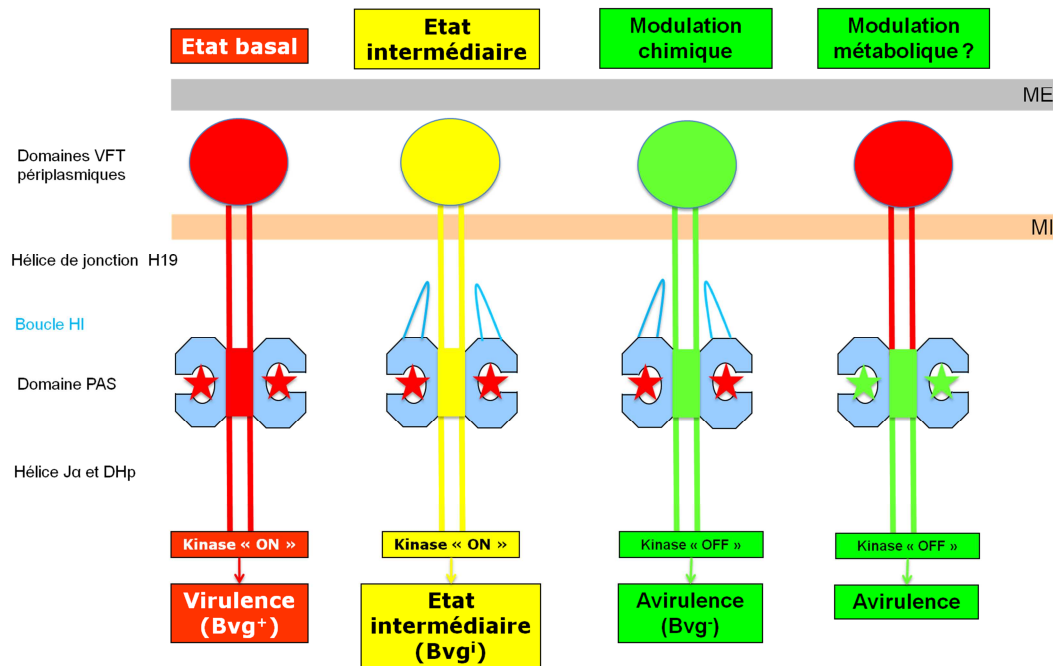 Etat basal
Etat
intermédiaire
Modulation
chimique
Modulation
métabolique ?
ME
Domaines VFT
périplasmiques
MI
Hélice de jonction H19
Boucle HI
Domaine PAS
Hélice Jα et DHp
Kinase « ON »
Kinase « ON »
Kinase « OFF »
Kinase « OFF »
Virulence
(Bvg⁺)
Etat
intermédiaire
(Bvgⁱ)
Avirulence
(Bvg⁻)
Avirulence